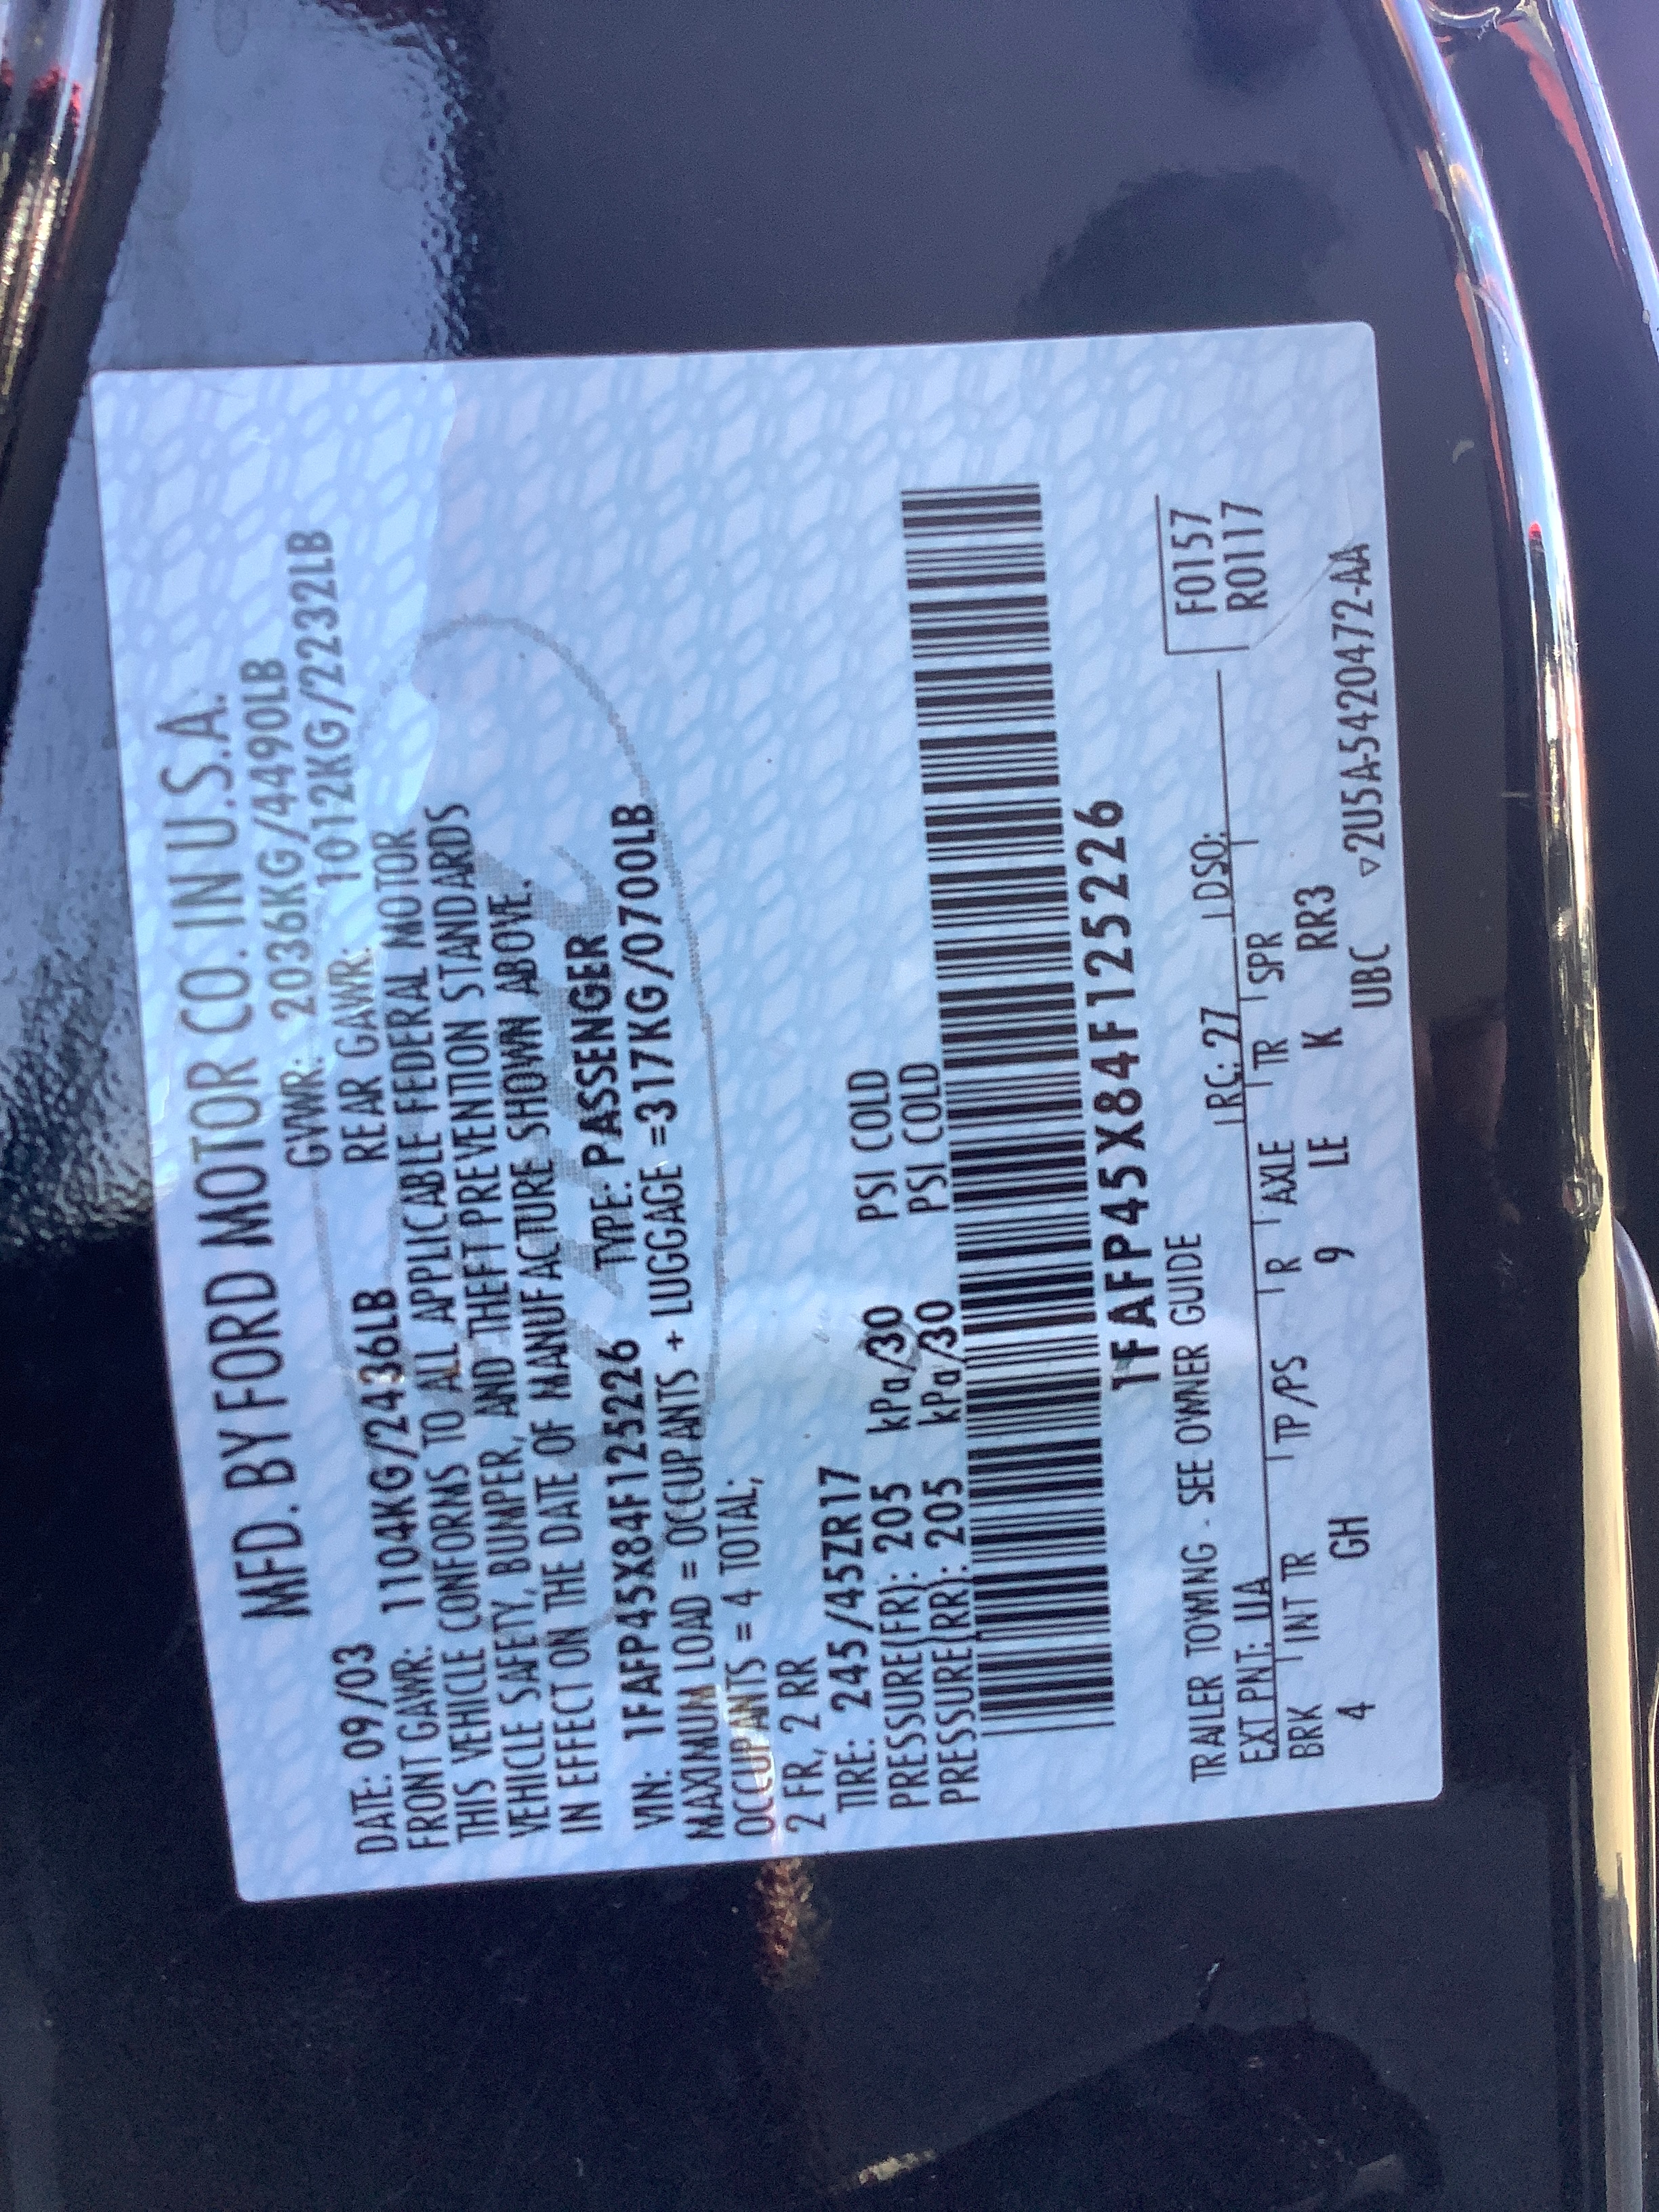 MFD. BY FORD MOTOR CO. IN U.S.A.
DATE: 09/03 GVWR: 2036KG/4490LB
FRONT GAWR: 1104KG/2436LB REAR GAWR: 1012KG/2232LB
THIS VEHICLE CONFORMS TO ALL APPLICABLE FEDERAL MOTOR
VEHICLE SAFETY, BUMPER, AND THEFT PREVENTION STANDARDS
IN EFFECT ON THE DATE OF MANUFACTURE SHOWN ABOVE.
VIN: 1FAFP45X84F125226 TYPE: PASSENGER
MAXIMUM LOAD = OCCUPANTS + LUGGAGE =317KG/0700LB
OCCUPANTS = 4 TOTAL;
2 FR, 2 RR
TIRE: 245/45ZR17
PRESSURE(FR): 205 kPa/30 PSI COLD
PRESSURE(RR): 205 kPa/30 PSI COLD
1FAFP45X84F125226
TRAILER TOWING - SEE OWNER GUIDE
F0157
R0117
EXT PNT: UA RC: 27 DSO:
BRK INT TR TP/PS R AXLE TR SPR
4 GH 9 LE K RR3
UBC ▽2U5A-5420472-AA